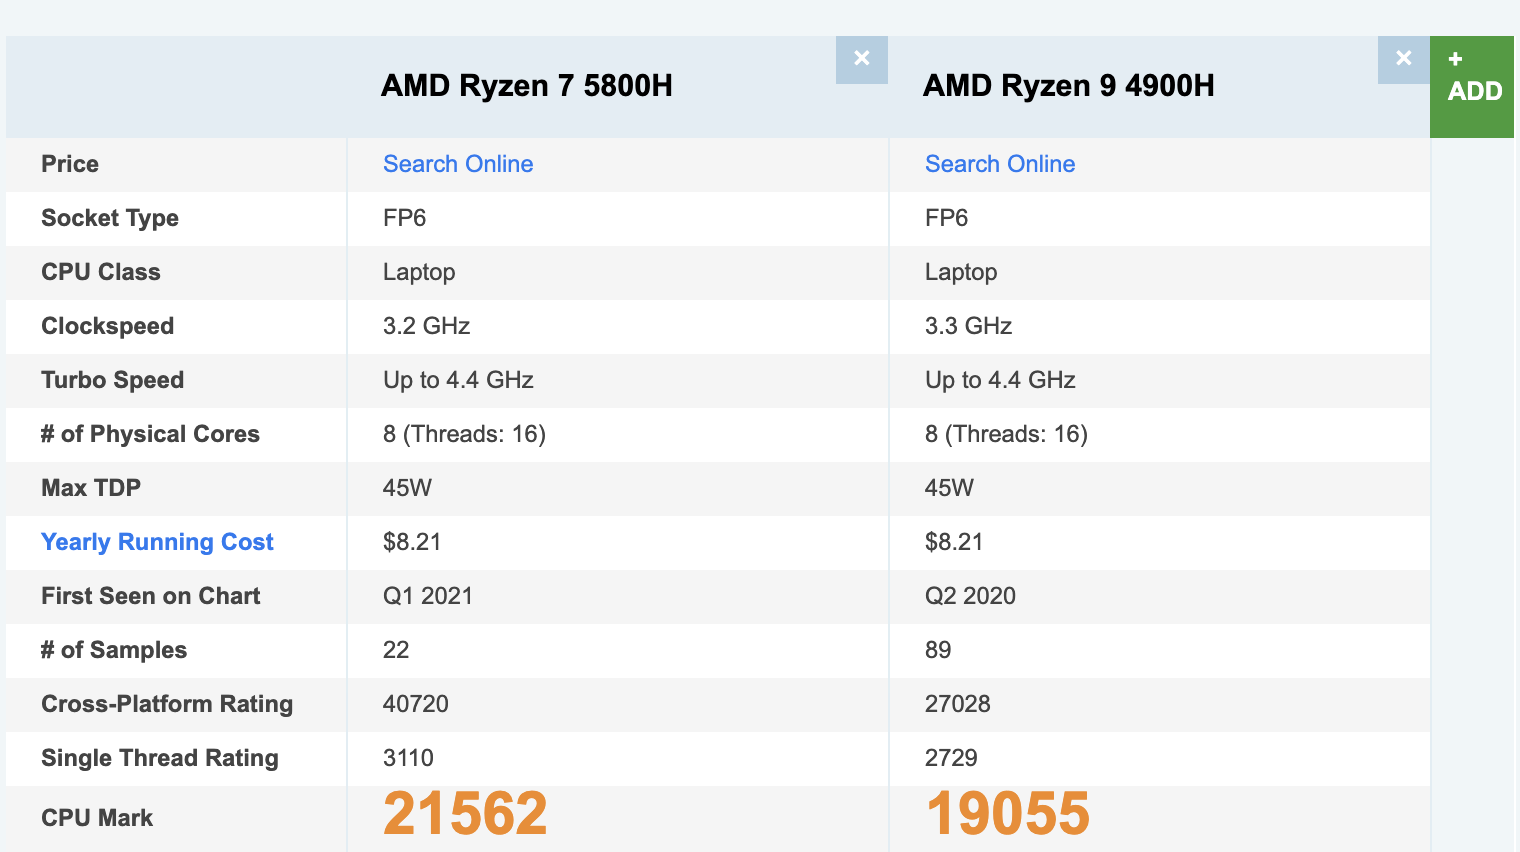 AMD Ryzen 7 5800H × AMD Ryzen 9 4900H × + ADD
Price Search Online Search Online
Socket Type FP6 FP6
CPU Class Laptop Laptop
Clockspeed 3.2 GHz 3.3 GHz
Turbo Speed Up to 4.4 GHz Up to 4.4 GHz
# of Physical Cores 8 (Threads: 16) 8 (Threads: 16)
Max TDP 45W 45W
Yearly Running Cost $8.21 $8.21
First Seen on Chart Q1 2021 Q2 2020
# of Samples 22 89
Cross-Platform Rating 40720 27028
Single Thread Rating 3110 2729
CPU Mark 21562 19055